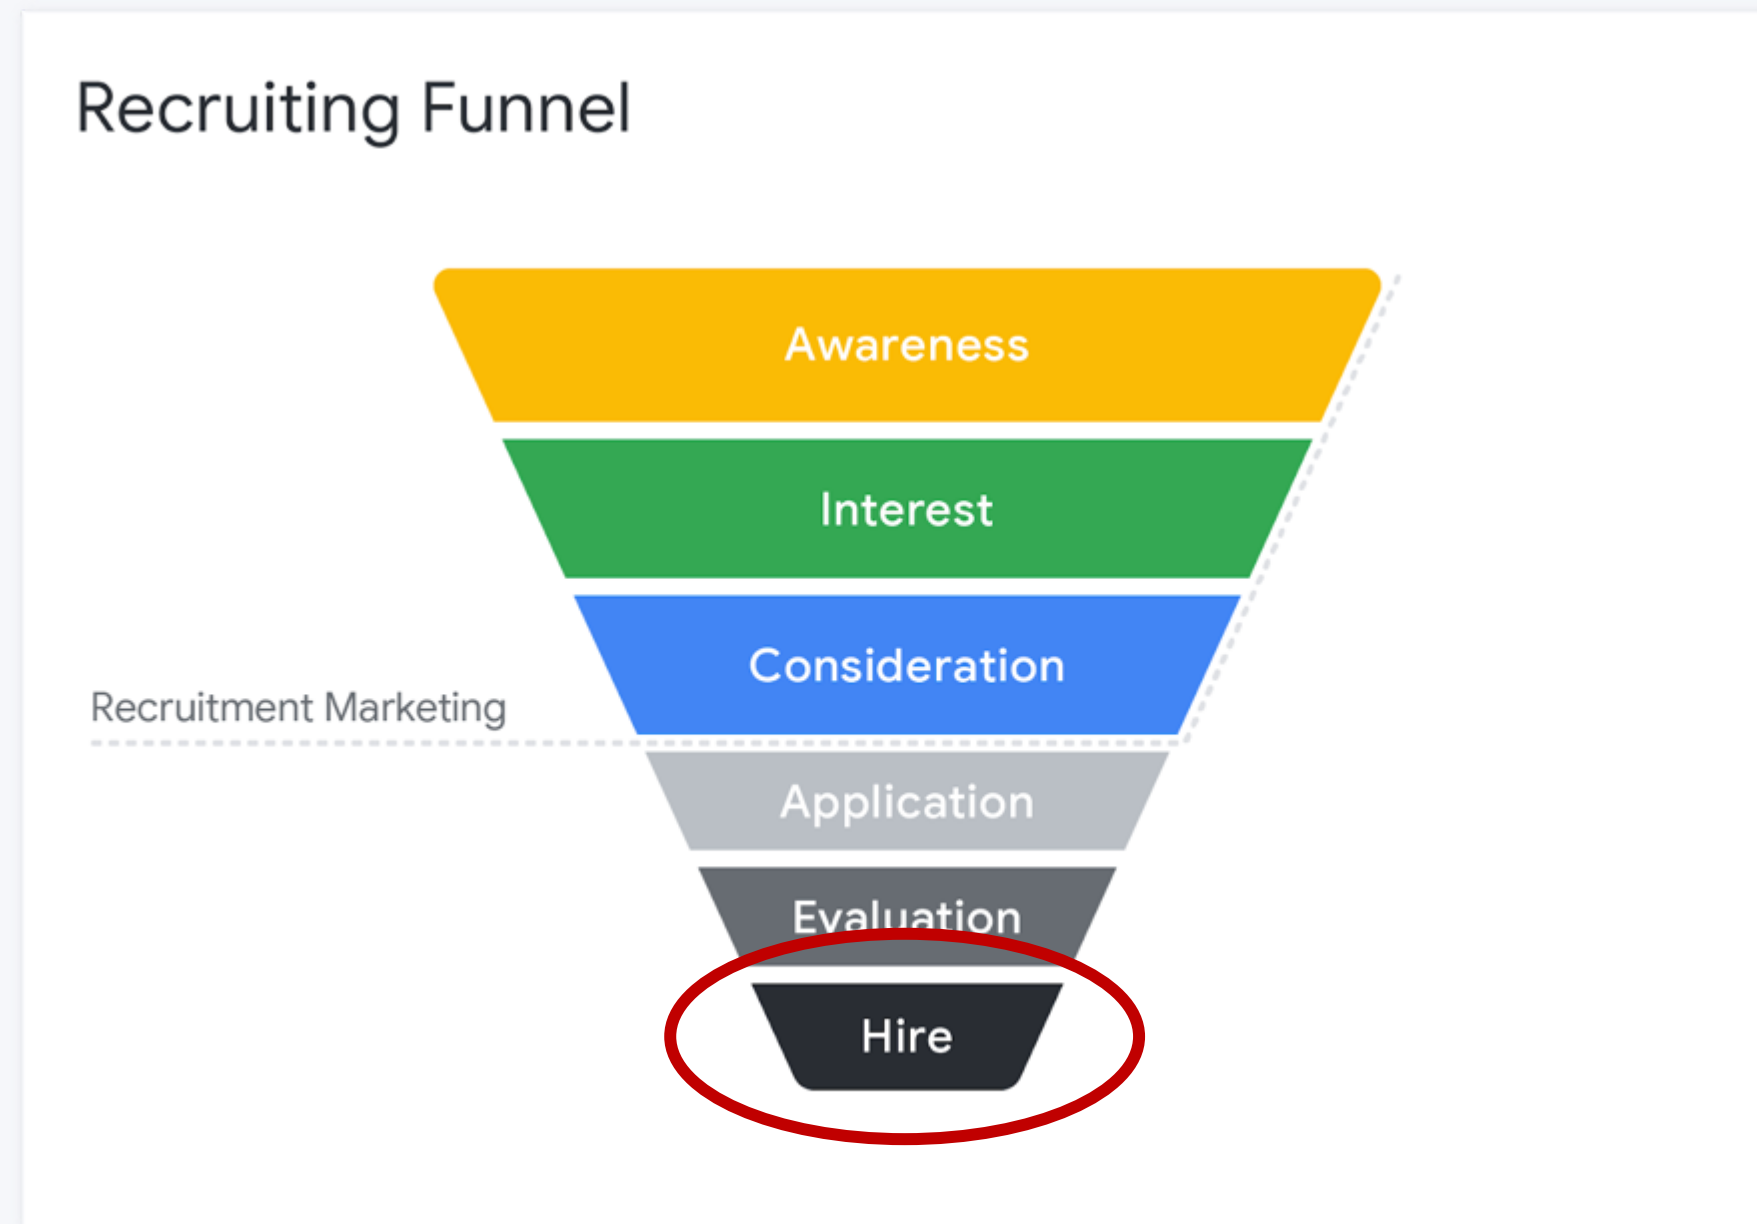 Recruiting Funnel
Awareness
Interest
Consideration
Recruitment Marketing
Application
Evaluation
Hire